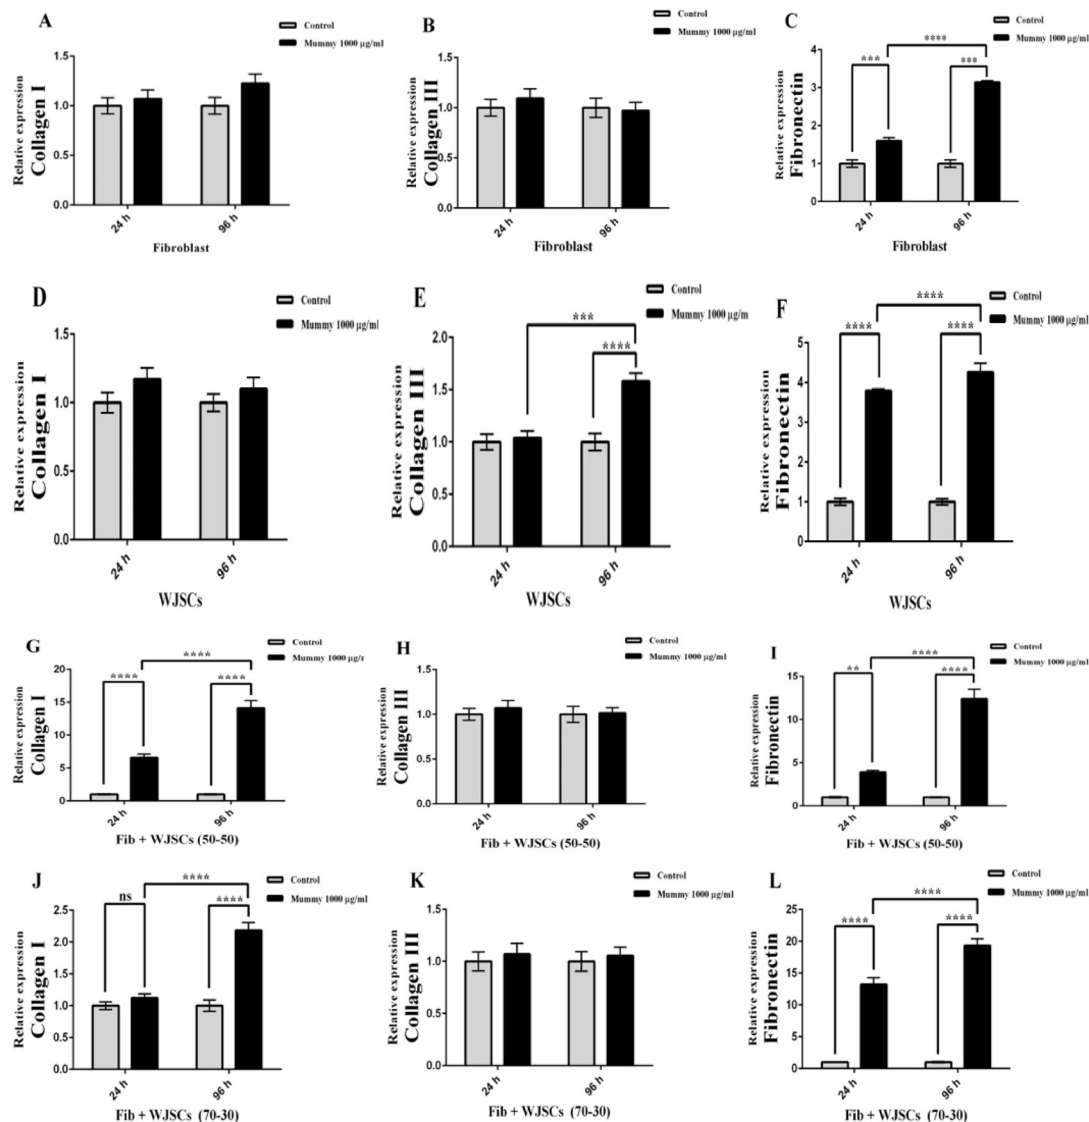 A
Control
Mummy 1000 µg/ml
Relative expression
Collagen I
1.5
1.0
0.5
0.0
24 h
96 h
Fibroblast
B
Control
Mummy 1000 µg/ml
Relative expression
Collagen III
1.5
1.0
0.5
0.0
24 h
96 h
Fibroblast
C
Control
Mummy 1000 µg/ml
Relative expression
Fibronectin
4
3
2
1
0
****
***
***
24 h
96 h
Fibroblast
D
Control
Mummy 1000 µg/ml
Relative expression
Collagen I
1.5
1.0
0.5
0.0
24 h
96 h
WJSCs
E
Control
Mummy 1000 µg/m
Relative expression
Collagen III
2.0
1.5
1.0
0.5
0.0
***
****
24 h
96 h
WJSCs
F
Control
Mummy 1000 µg/ml
Relative expression
Fibronectin
5
4
3
2
1
0
****
****
****
24 h
96 h
WJSCs
G
Control
Mummy 1000 µg/
Relative expression
Collagen I
20
15
10
5
0
****
****
****
24 h
96 h
Fib + WJSCs (50-50)
H
Control
Mummy 1000 µg/ml
Relative expression
Collagen III
1.5
1.0
0.5
0.0
24 h
96 h
Fib + WJSCs (50-50)
I
Control
Mummy 1000 µg/ml
Relative expression
Fibronectin
15
10
5
0
****
**
****
24 h
96 h
Fib + WJSCs (50-50)
J
Control
Mummy 1000 µg/ml
Relative expression
Collagen I
2.5
2.0
1.5
1.0
0.5
0.0
****
ns
****
24 h
96 h
Fib + WJSCs (70-30)
K
Control
Mummy 1000 µg/ml
Relative expression
Collagen III
1.5
1.0
0.5
0.0
24 h
96 h
Fib + WJSCs (70-30)
L
Control
Mummy 1000 µg/ml
Relative expression
Fibronectin
25
20
15
10
5
0
****
****
****
24 h
96 h
Fib + WJSCs (70-30)